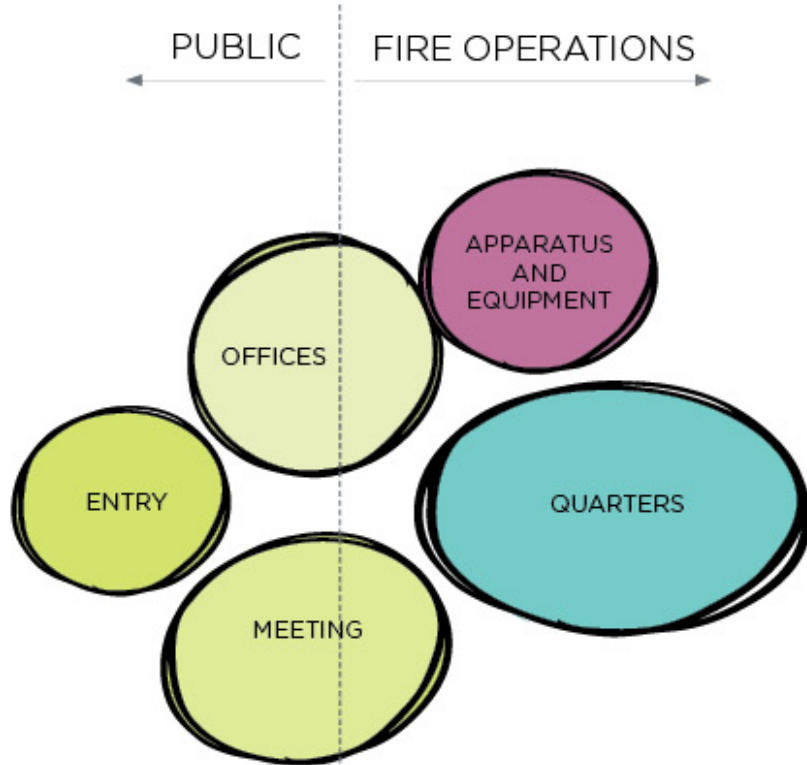 PUBLIC
FIRE OPERATIONS
APPARATUS
AND
EQUIPMENT
OFFICES
ENTRY
QUARTERS
MEETING